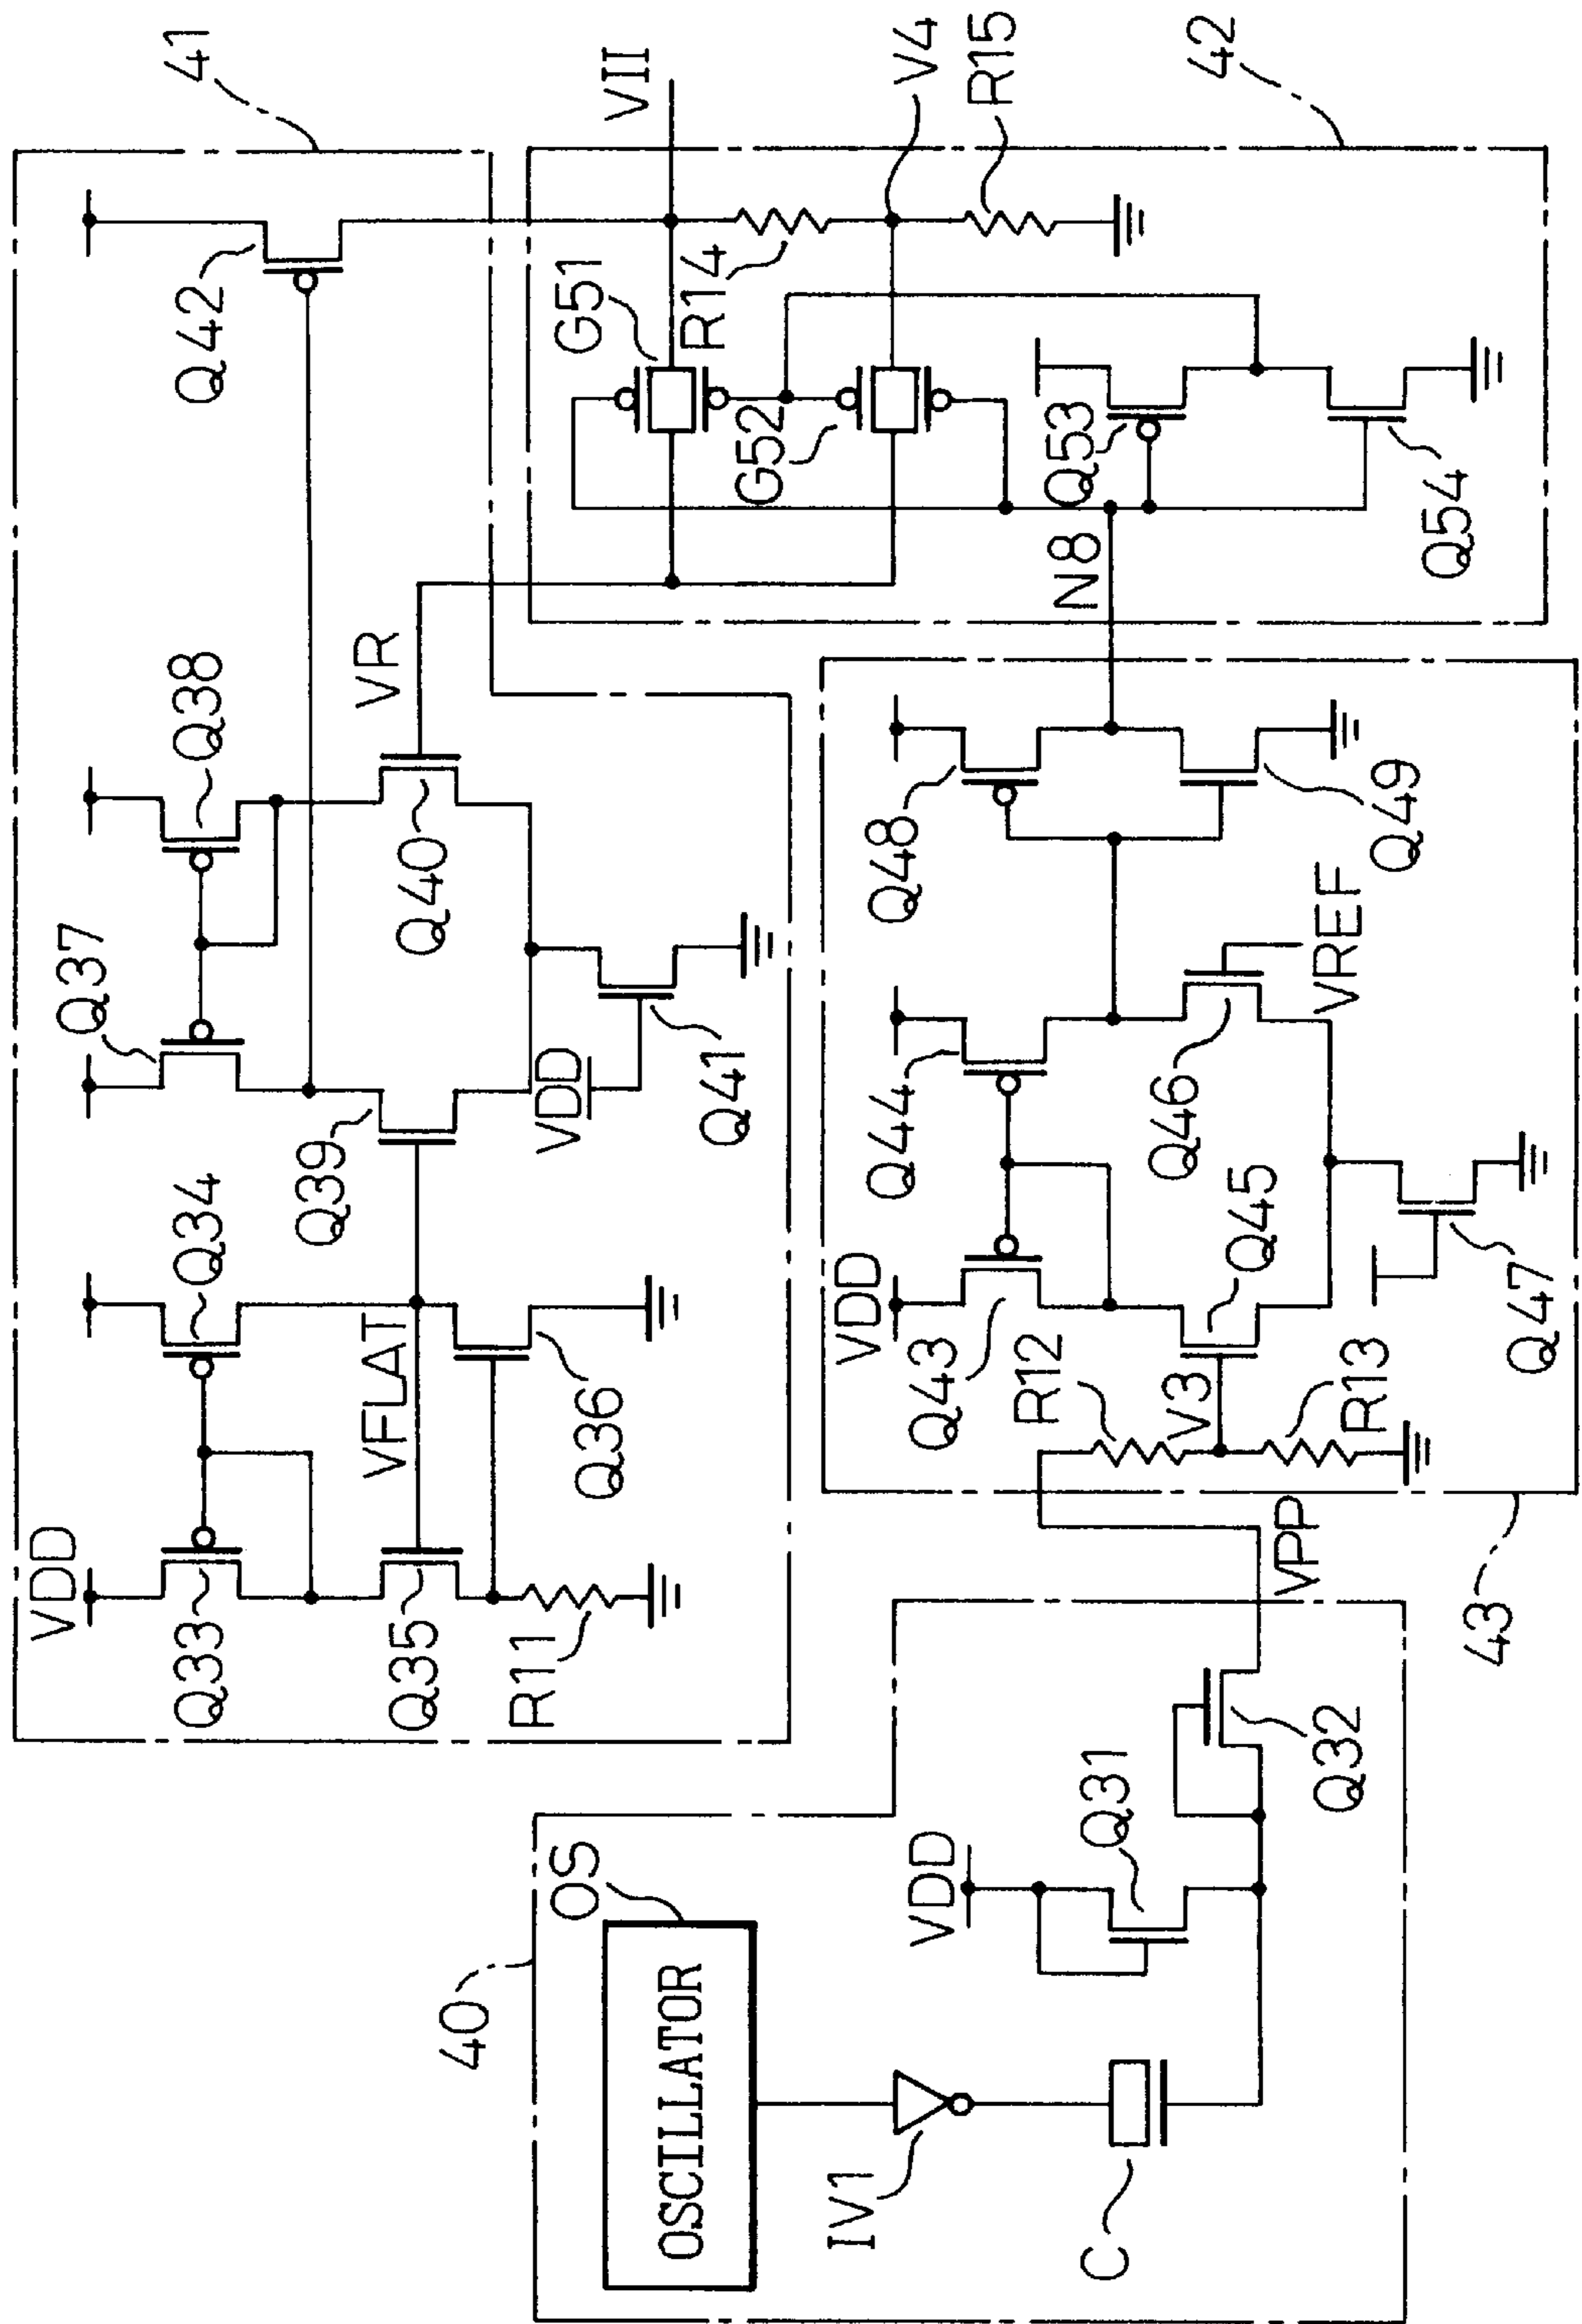 41
VDD
Q33
Q34
Q35
R11
VFLAT
Q36
Q37
Q38
Q39
Q40
VDD
Q41
VR
Q42
VII
G51
R14
G52
V4
R15
Q53
Q54
N8
42
40
OS
OSCILLATOR
IV1
C
VDD
Q31
Q32
VPP
43
VDD
Q43
Q44
R12
V3
R13
Q45
Q46
VREF
Q47
Q48
Q49